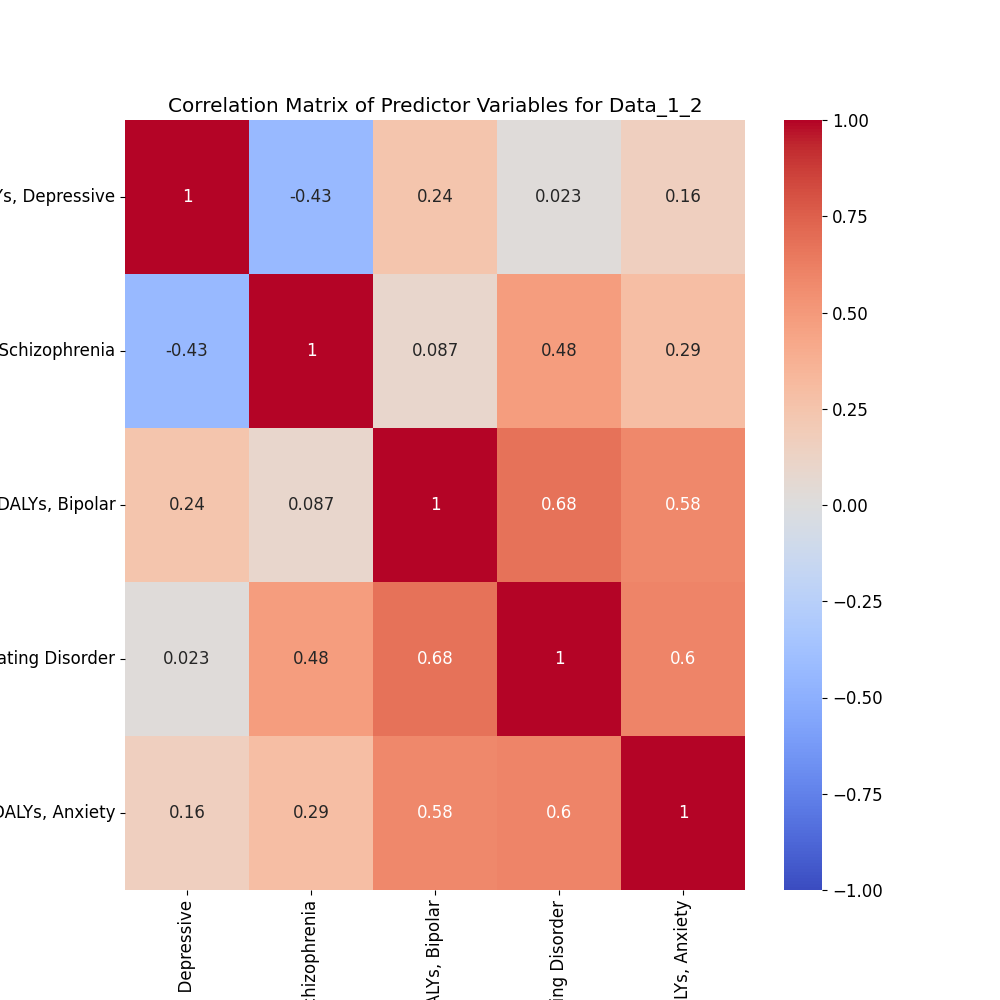 Correlation Matrix of Predictor Variables for Data_1_2
1.00
Depressive 1 -0.43 0.24 0.023 0.16
0.75
0.50
Schizophrenia -0.43 1 0.087 0.48 0.29
0.25
DALYs, Bipolar 0.24 0.087 1 0.68 0.58
0.00
−0.25
ating Disorder 0.023 0.48 0.68 1 0.6
−0.50
−0.75
DALYs, Anxiety 0.16 0.29 0.58 0.6 1
−1.00
Depressive
hizophrenia
ALYs, Bipolar
ing Disorder
LYs, Anxiety